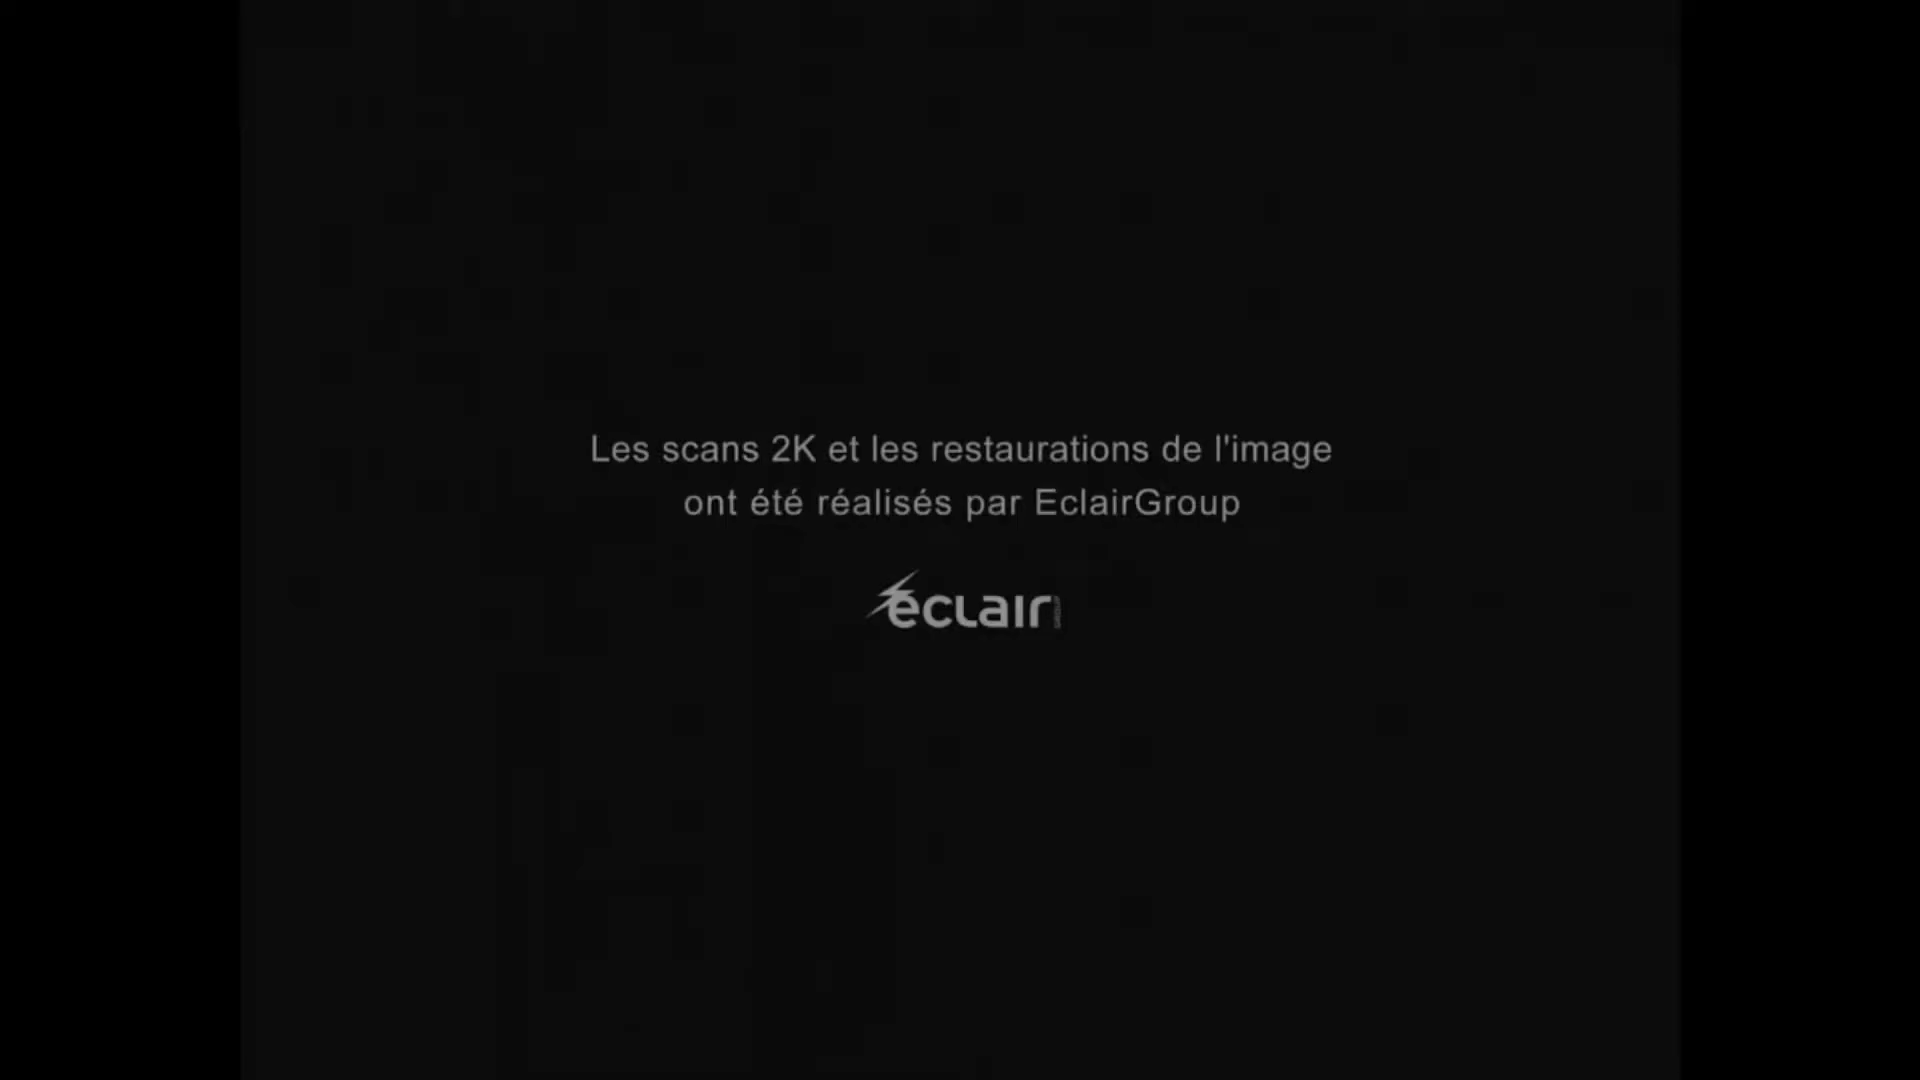 Les scans 2K et les restaurations de l'image
ont été réalisés par EclairGroup
éclair